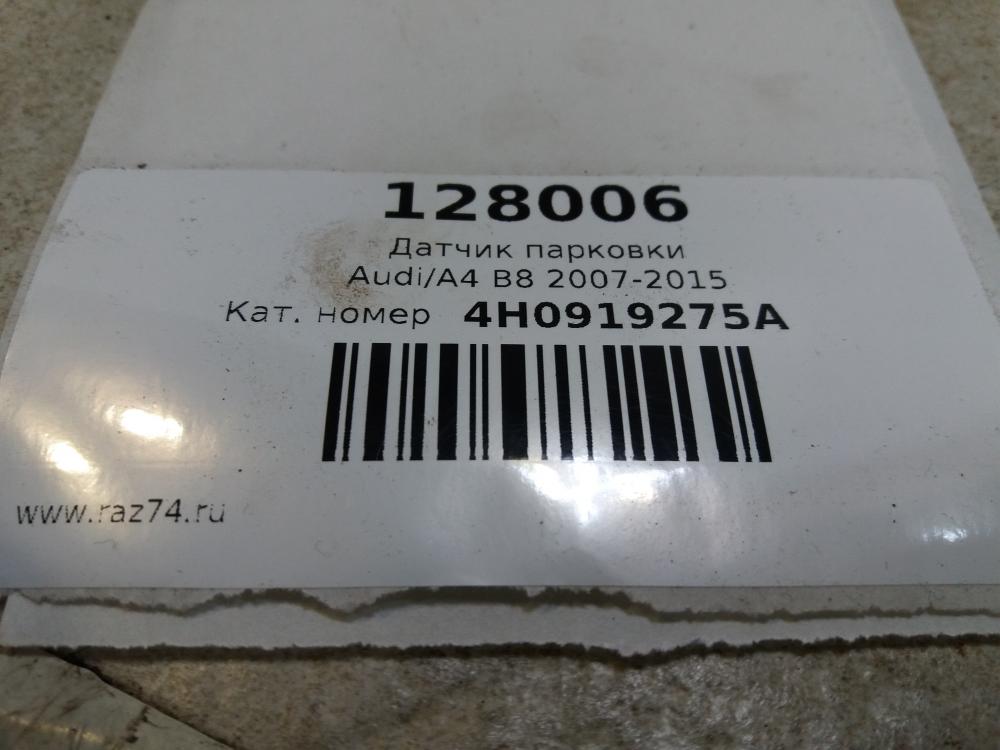 128006
Датчик парковки
Audi/A4 B8 2007-2015
Кат. номер 4H0919275A
www.raz74.ru